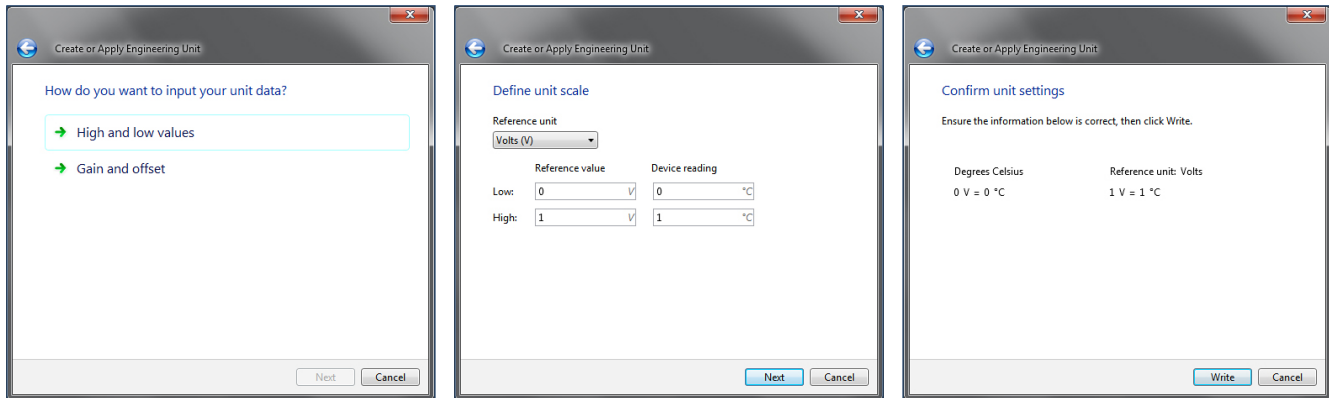 Create or Apply Engineering Unit
How do you want to input your unit data?
High and low values
Gain and offset
Next
Cancel
Create or Apply Engineering Unit
Define unit scale
Reference unit
Volts (V)
Reference value Device reading
Low: 0 V 0 °C
High: 1 V 1 °C
Next
Cancel
Create or Apply Engineering Unit
Confirm unit settings
Ensure the information below is correct, then click Write.
Degrees Celsius Reference unit: Volts
0 V = 0 °C 1 V = 1 °C
Write
Cancel